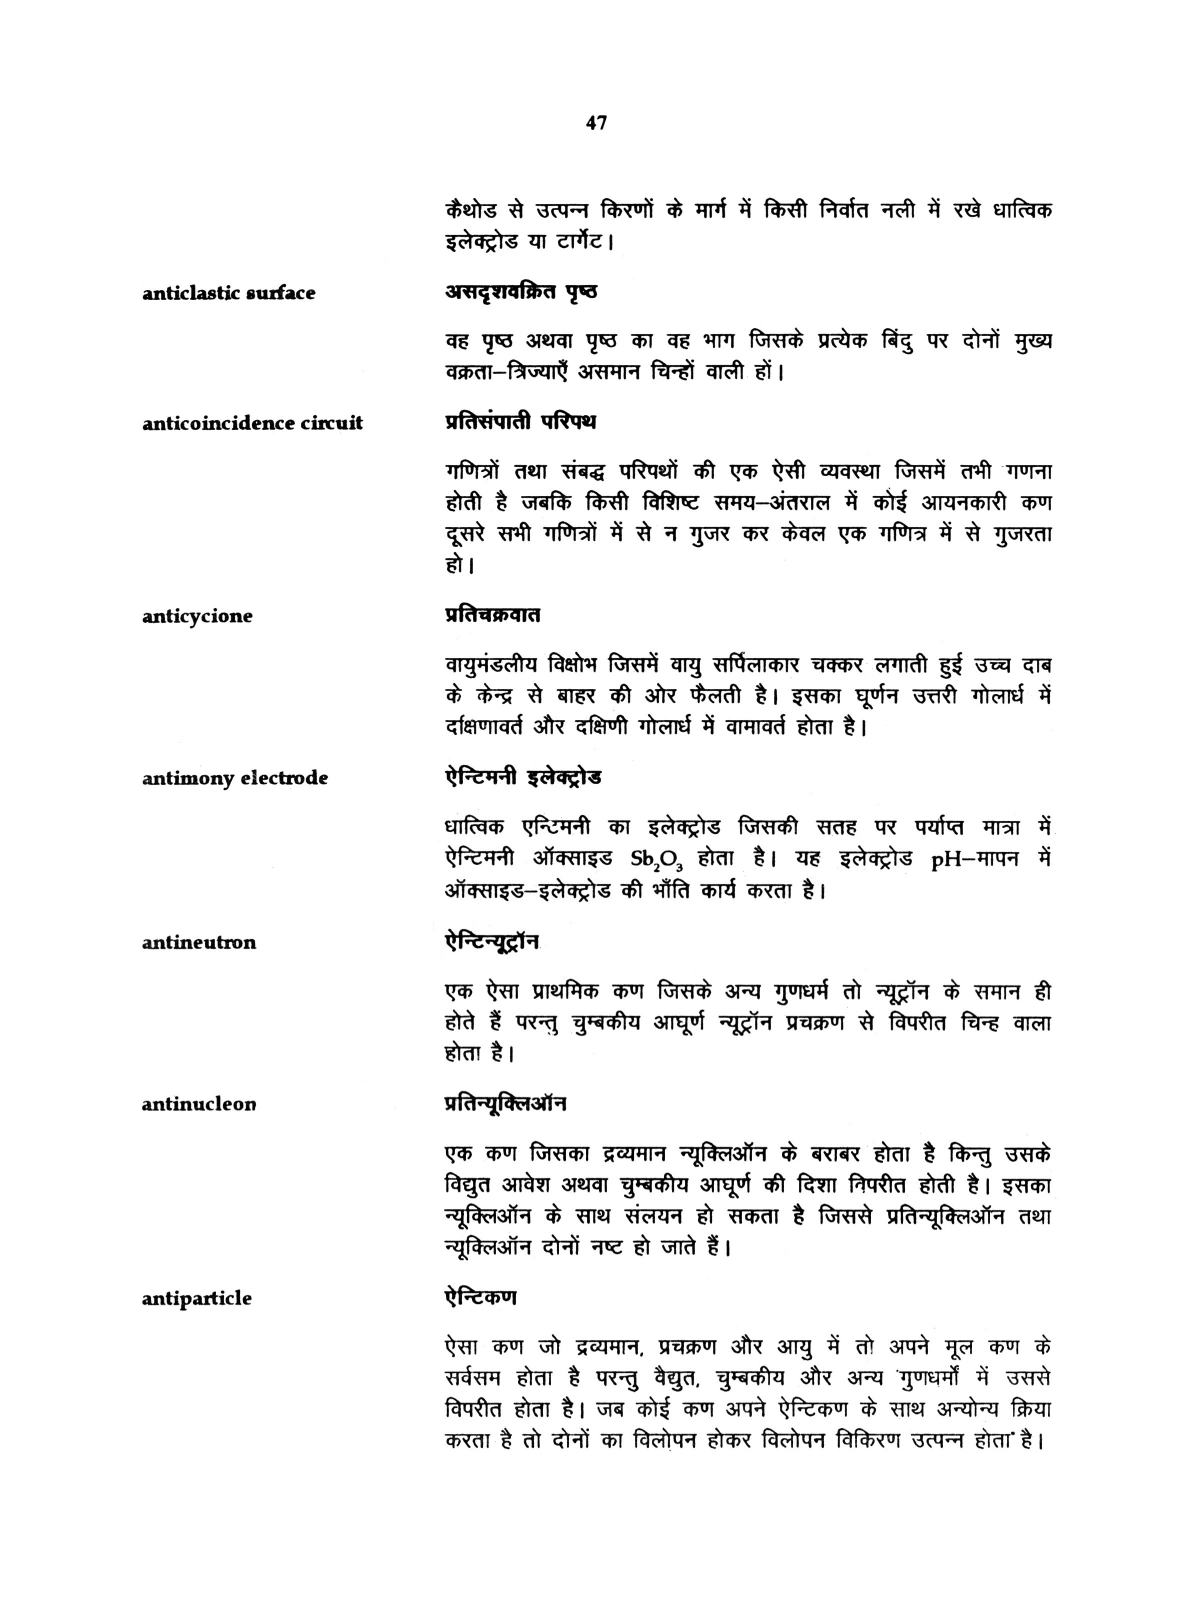 47
कैथोड से उत्पन्न किरणों के मार्ग में किसी निर्वात नली में रखे धात्विक
इलेक्ट्रोड या टार्गेट।
anticlastic surface असदृशवक्रित पृष्ठ
वह पृष्ठ अथवा पृष्ठ का वह भाग जिसके प्रत्येक बिंदु पर दोनों मुख्य
वक्रता–त्रिज्याएँ असमान चिन्हों वाली हों।
anticoincidence circuit प्रतिसंपाती परिपथ
गणित्रों तथा संबद्ध परिपथों की एक ऐसी व्यवस्था जिसमें तभी गणना
होती है जबकि किसी विशिष्ट समय–अंतराल में कोई आयनकारी कण
दूसरे सभी गणित्रों में से न गुजर कर केवल एक गणित्र में से गुजरता
हो।
anticycione प्रतिचक्रवात
वायुमंडलीय विक्षोभ जिसमें वायु सर्पिलाकार चक्कर लगाती हुई उच्च दाब
के केन्द्र से बाहर की ओर फैलती है। इसका घूर्णन उत्तरी गोलार्ध में
दक्षिणावर्त और दक्षिणी गोलार्ध में वामावर्त होता है।
antimony electrode ऐन्टिमनी इलेक्ट्रोड
धात्विक एन्टिमनी का इलेक्ट्रोड जिसकी सतह पर पर्याप्त मात्रा में
ऐन्टिमनी ऑक्साइड Sb₂O₃ होता है। यह इलेक्ट्रोड pH–मापन में
ऑक्साइड–इलेक्ट्रोड की भाँति कार्य करता है।
antineutron ऐन्टिन्यूट्रॉन
एक ऐसा प्राथमिक कण जिसके अन्य गुणधर्म तो न्यूट्रॉन के समान ही
होते हैं परन्तु चुम्बकीय आघूर्ण न्यूट्रॉन प्रचक्रण से विपरीत चिन्ह वाला
होता है।
antinucleon प्रतिन्यूक्लिऑन
एक कण जिसका द्रव्यमान न्यूक्लिऑन के बराबर होता है किन्तु उसके
विद्युत आवेश अथवा चुम्बकीय आघूर्ण की दिशा विपरीत होती है। इसका
न्यूक्लिऑन के साथ संलयन हो सकता है जिससे प्रतिन्यूक्लिऑन तथा
न्यूक्लिऑन दोनों नष्ट हो जाते हैं।
antiparticle ऐन्टिकण
ऐसा कण जो द्रव्यमान, प्रचक्रण और आयु में तो अपने मूल कण के
सर्वसम होता है परन्तु वैद्युत, चुम्बकीय और अन्य गुणधर्मों में उससे
विपरीत होता है। जब कोई कण अपने ऐन्टिकण के साथ अन्योन्य क्रिया
करता है तो दोनों का विलोपन होकर विलोपन विकिरण उत्पन्न होता है।